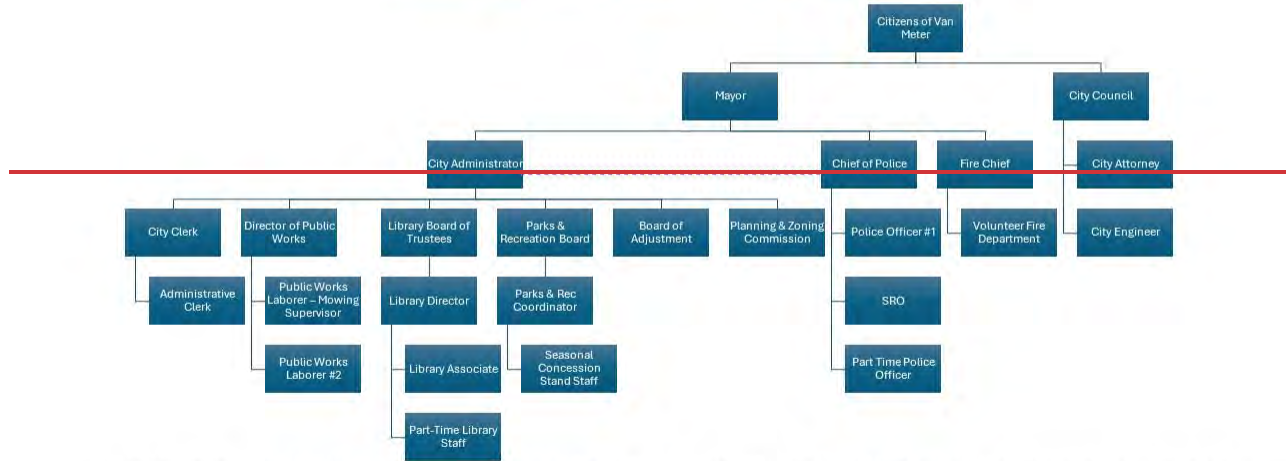 Citizens of Van
Meter
Mayor
City Council
City Administrator
Chief of Police
Fire Chief
City Attorney
City Clerk
Director of Public
Works
Library Board of
Trustees
Parks &
Recreation Board
Board of
Adjustment
Planning & Zoning
Commission
Police Officer #1
Volunteer Fire
Department
City Engineer
Administrative
Clerk
Public Works
Laborer – Mowing
Supervisor
Library Director
Parks & Rec
Coordinator
SRO
Public Works
Laborer #2
Library Associate
Seasonal
Concession
Stand Staff
Part Time Police
Officer
Part-Time Library
Staff